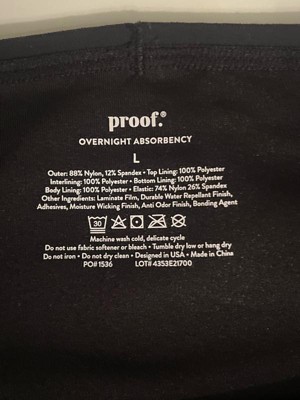 proof.®
OVERNIGHT ABSORBENCY
L
Outer: 88% Nylon, 12% Spandex • Top Lining: 100% Polyester
Interlining: 100% Polyester • Bottom Lining: 100% Polyester
Body Lining: 100% Polyester • Elastic: 74% Nylon 26% Spandex
Other Ingredients: Laminate Film, Durable Water Repellant Finish,
Adhesives, Moisture Wicking Finish, Anti Odor Finish, Bonding Agent
30
Machine wash cold, delicate cycle
Do not use fabric softener or bleach • Tumble dry low or hang dry
Do not iron • Do not dry clean • Designed in USA • Made in China
PO# 1536 LOT# 4353E21700